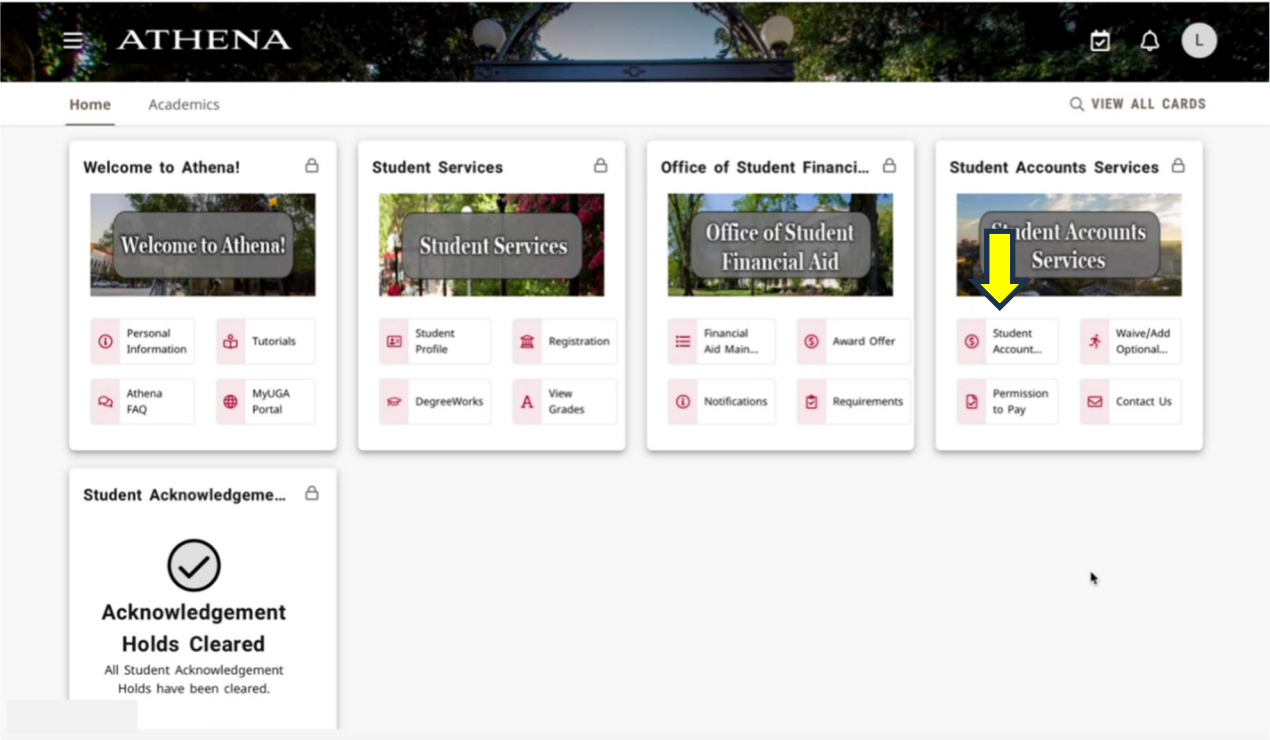 ATHENA
L
Home
Academics
VIEW ALL CARDS
Welcome to Athena!
Welcome to Athena!
Personal
Information
Tutorials
Athena
FAQ
MyUGA
Portal
Student Services
Student Services
Student
Profile
Registration
DegreeWorks
View
Grades
Office of Student Financi...
Office of Student
Financial Aid
Financial
Aid Main...
Award Offer
Notifications
Requirements
Student Accounts Services
Student Accounts
Services
Student
Account...
Waive/Add
Optional...
Permission
to Pay
Contact Us
Student Acknowledgeme...
Acknowledgement
Holds Cleared
All Student Acknowledgement
Holds have been cleared.